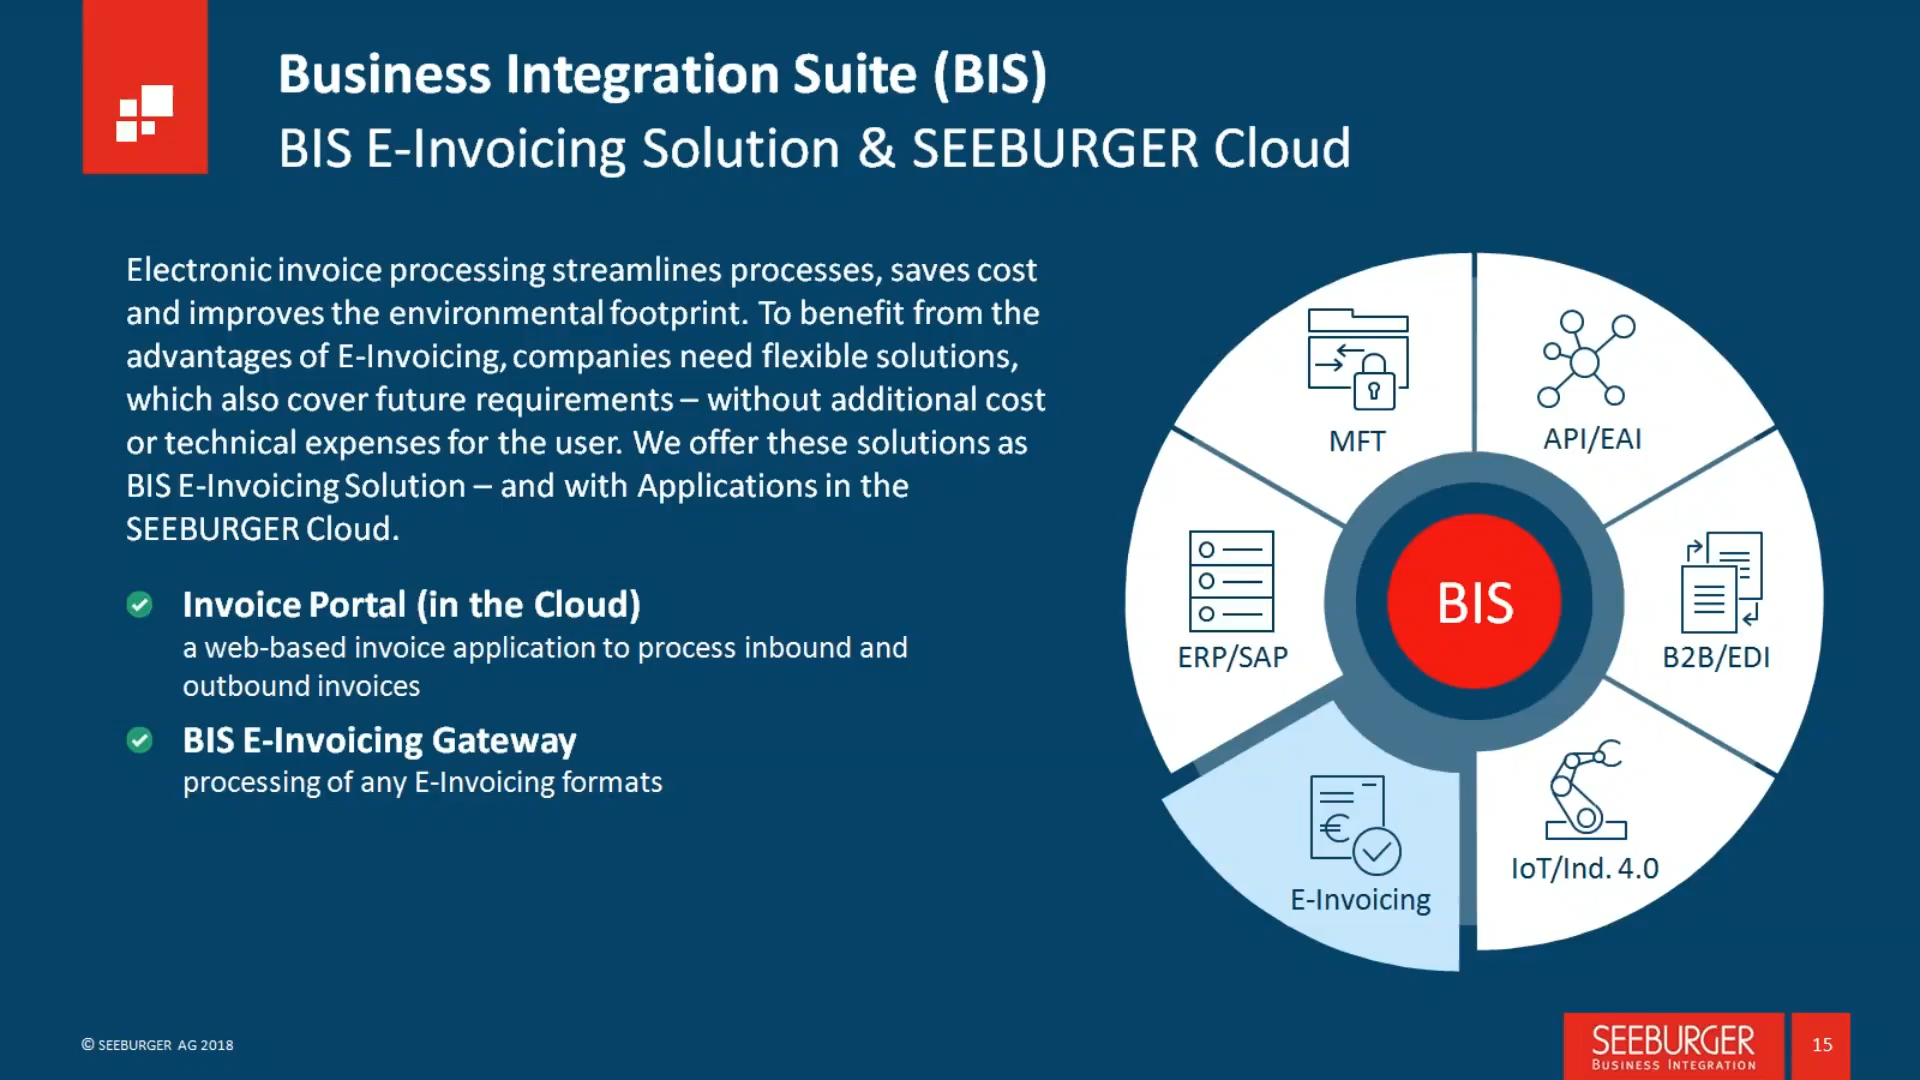 Business Integration Suite (BIS)
BIS E-Invoicing Solution & SEEBURGER Cloud
Electronic invoice processing streamlines processes, saves cost
and improves the environmental footprint. To benefit from the
advantages of E-Invoicing, companies need flexible solutions,
which also cover future requirements – without additional cost
or technical expenses for the user. We offer these solutions as
BIS E-Invoicing Solution – and with Applications in the
SEEBURGER Cloud.
Invoice Portal (in the Cloud)
a web-based invoice application to process inbound and
outbound invoices
BIS E-Invoicing Gateway
processing of any E-Invoicing formats
MFT
API/EAI
ERP/SAP
BIS
B2B/EDI
€
E-Invoicing
IoT/Ind. 4.0
© SEEBURGER AG 2018
SEEBURGER
BUSINESS INTEGRATION
15